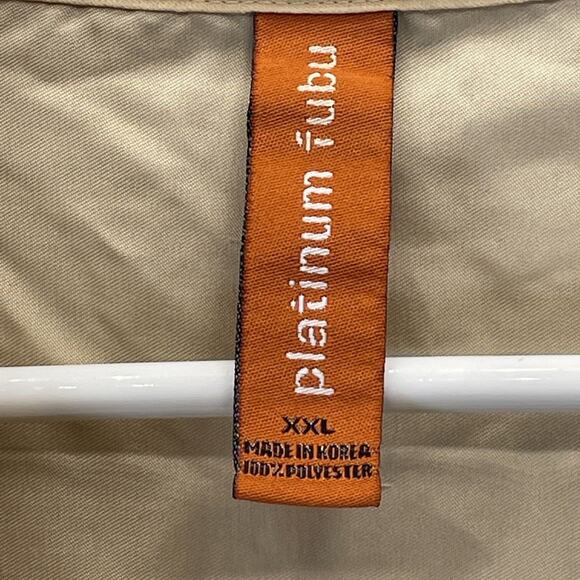 platinum fubu
XXL
MADE IN KOREA
100% POLYESTER